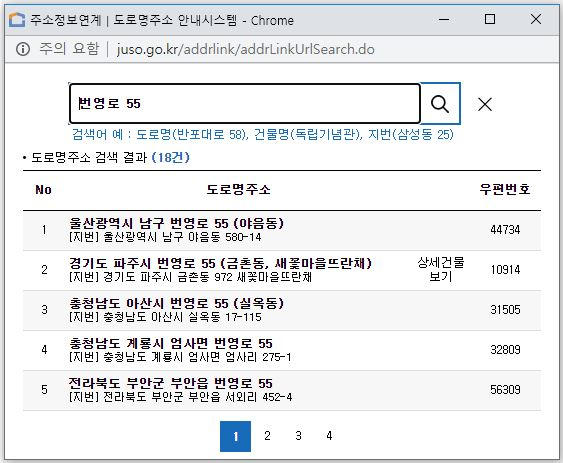 주소정보연계 | 도로명주소 안내시스템 - Chrome
주의 요함 | juso.go.kr/addrlink/addrLinkUrlSearch.do
번영로 55
검색어 예 : 도로명(반포대로 58), 건물명(독립기념관), 지번(삼성동 25)
• 도로명주소 검색 결과 (18건)
No 도로명주소 우편번호
1 울산광역시 남구 번영로 55 (야음동) 44734
[지번] 울산광역시 남구 야음동 580-14
2 경기도 파주시 번영로 55 (금촌동, 새꽃마을뜨란채) 상세건물 보기 10914
[지번] 경기도 파주시 금촌동 972 새꽃마을뜨란채
3 충청남도 아산시 번영로 55 (실옥동) 31505
[지번] 충청남도 아산시 실옥동 17-115
4 충청남도 계룡시 엄사면 번영로 55 32809
[지번] 충청남도 계룡시 엄사면 엄사리 275-1
5 전라북도 부안군 부안읍 번영로 55 56309
[지번] 전라북도 부안군 부안읍 서외리 452-4
1 2 3 4